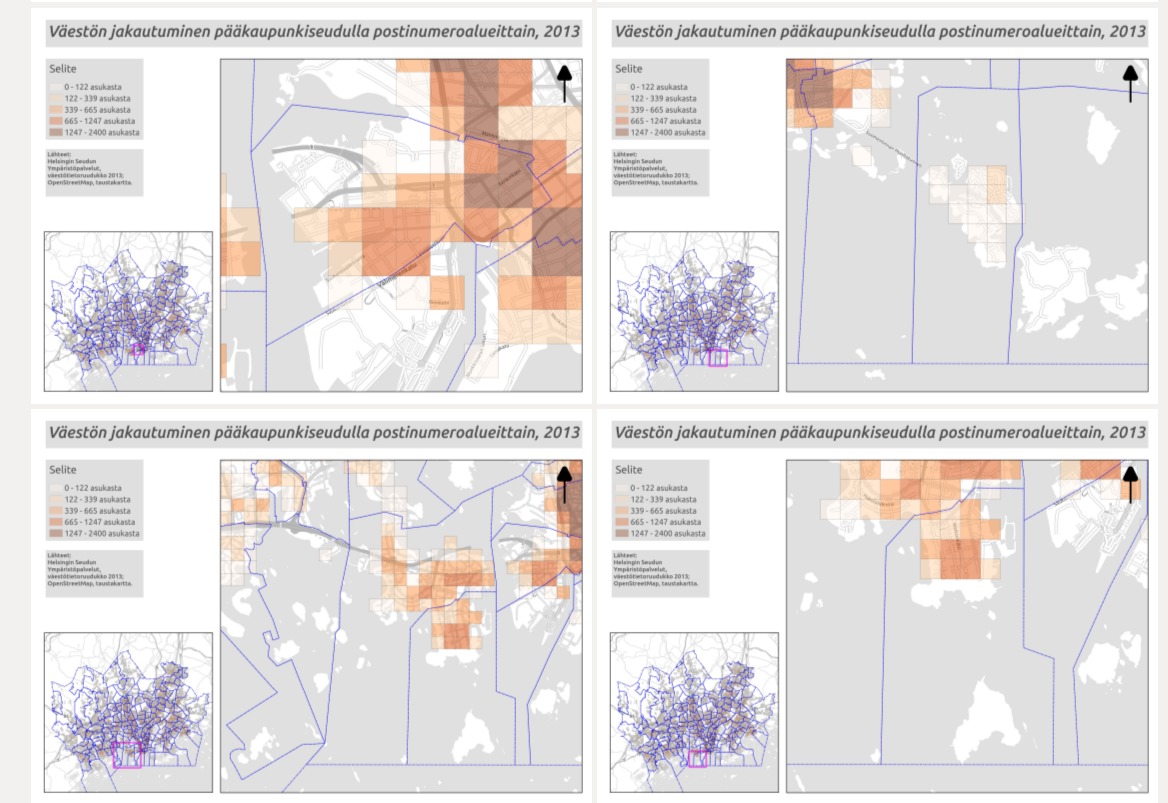 Väestön jakautuminen pääkaupunkiseudulla postinumeroalueittain, 2013
Selite
0 - 122 asukasta
122 - 339 asukasta
339 - 665 asukasta
665 - 1247 asukasta
1247 - 2400 asukasta
Lähteet:
Helsingin Seudun
Ympäristöpalvelut,
väestötietoruudukko 2013;
OpenStreetMap, taustakartta.
Väestön jakautuminen pääkaupunkiseudulla postinumeroalueittain, 2013
Selite
0 - 122 asukasta
122 - 339 asukasta
339 - 665 asukasta
665 - 1247 asukasta
1247 - 2400 asukasta
Lähteet:
Helsingin Seudun
Ympäristöpalvelut,
väestötietoruudukko 2013;
OpenStreetMap, taustakartta.
Väestön jakautuminen pääkaupunkiseudulla postinumeroalueittain, 2013
Selite
0 - 122 asukasta
122 - 339 asukasta
339 - 665 asukasta
665 - 1247 asukasta
1247 - 2400 asukasta
Lähteet:
Helsingin Seudun
Ympäristöpalvelut,
väestötietoruudukko 2013;
OpenStreetMap, taustakartta.
Väestön jakautuminen pääkaupunkiseudulla postinumeroalueittain, 2013
Selite
0 - 122 asukasta
122 - 339 asukasta
339 - 665 asukasta
665 - 1247 asukasta
1247 - 2400 asukasta
Lähteet:
Helsingin Seudun
Ympäristöpalvelut,
väestötietoruudukko 2013;
OpenStreetMap, taustakartta.